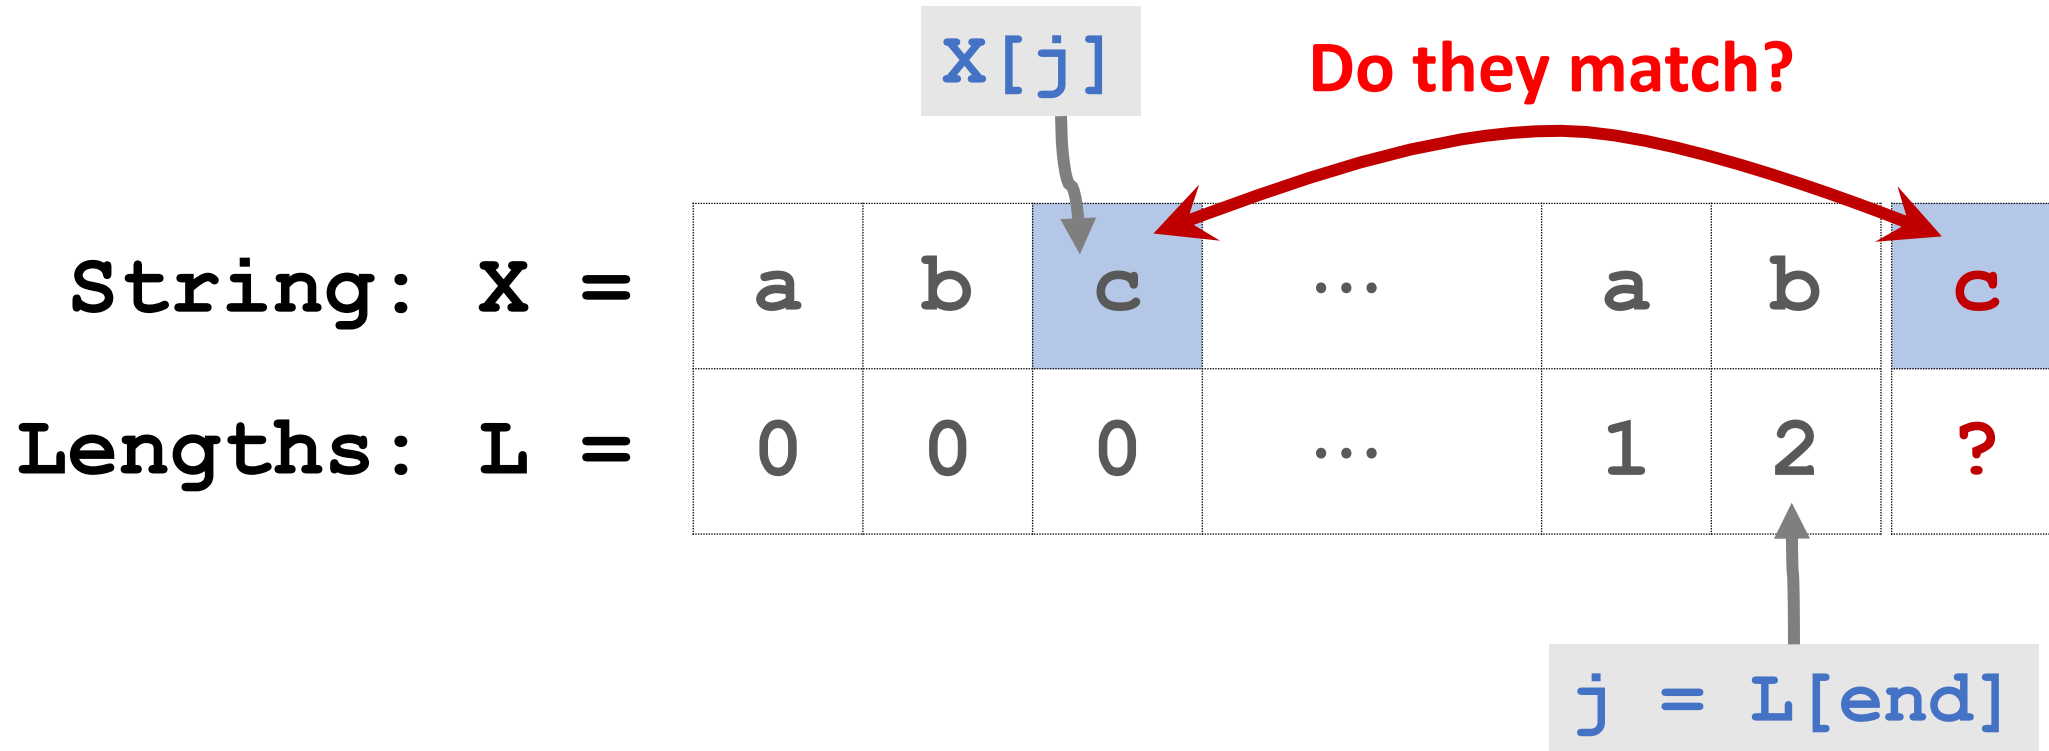 X[j]
Do they match?
String: X = a b c ... a b c
Lengths: L = 0 0 0 ... 1 2 ?
j = L[end]